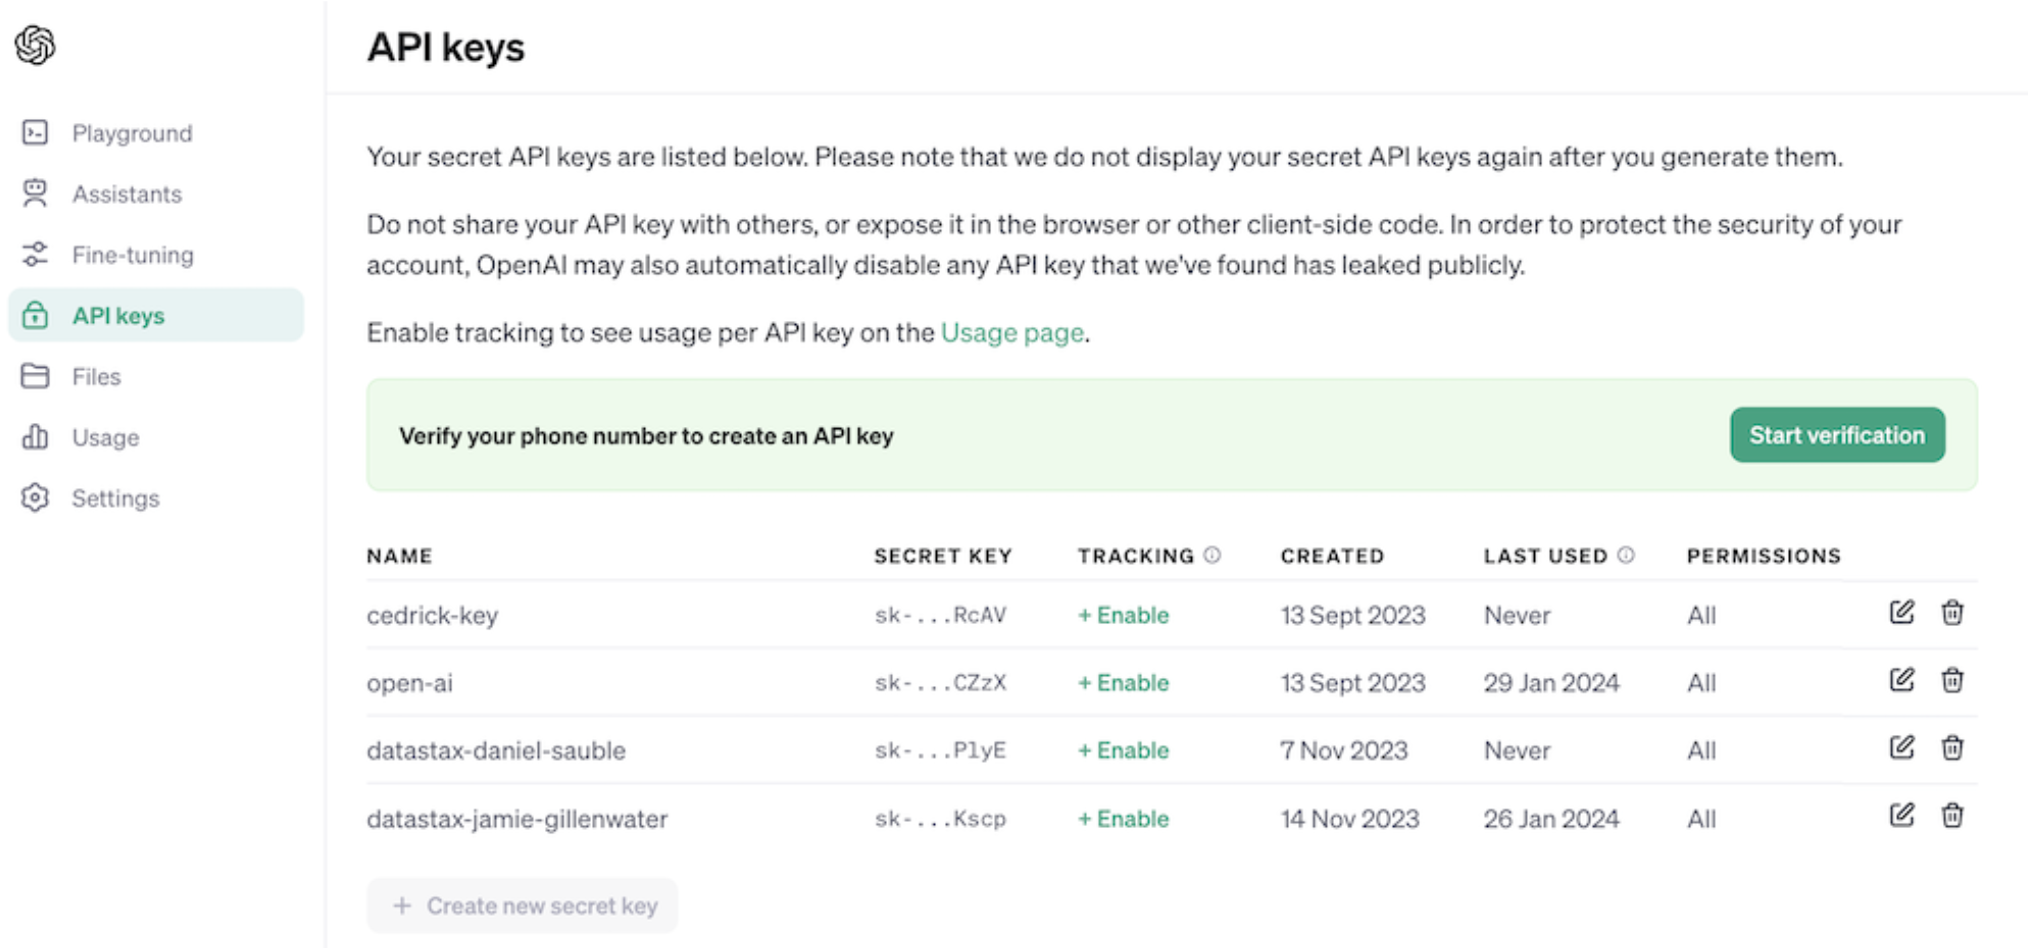 API keys
Playground
Assistants
Fine-tuning
API keys
Files
Usage
Settings
Your secret API keys are listed below. Please note that we do not display your secret API keys again after you generate them.
Do not share your API key with others, or expose it in the browser or other client-side code. In order to protect the security of your
account, OpenAI may also automatically disable any API key that we've found has leaked publicly.
Enable tracking to see usage per API key on the Usage page.
Verify your phone number to create an API key Start verification
NAME SECRET KEY TRACKING CREATED LAST USED PERMISSIONS
cedrick-key sk-...RcAV + Enable 13 Sept 2023 Never All
open-ai sk-...CZzX + Enable 13 Sept 2023 29 Jan 2024 All
datastax-daniel-sauble sk-...PlyE + Enable 7 Nov 2023 Never All
datastax-jamie-gillenwater sk-...Kscp + Enable 14 Nov 2023 26 Jan 2024 All
+ Create new secret key